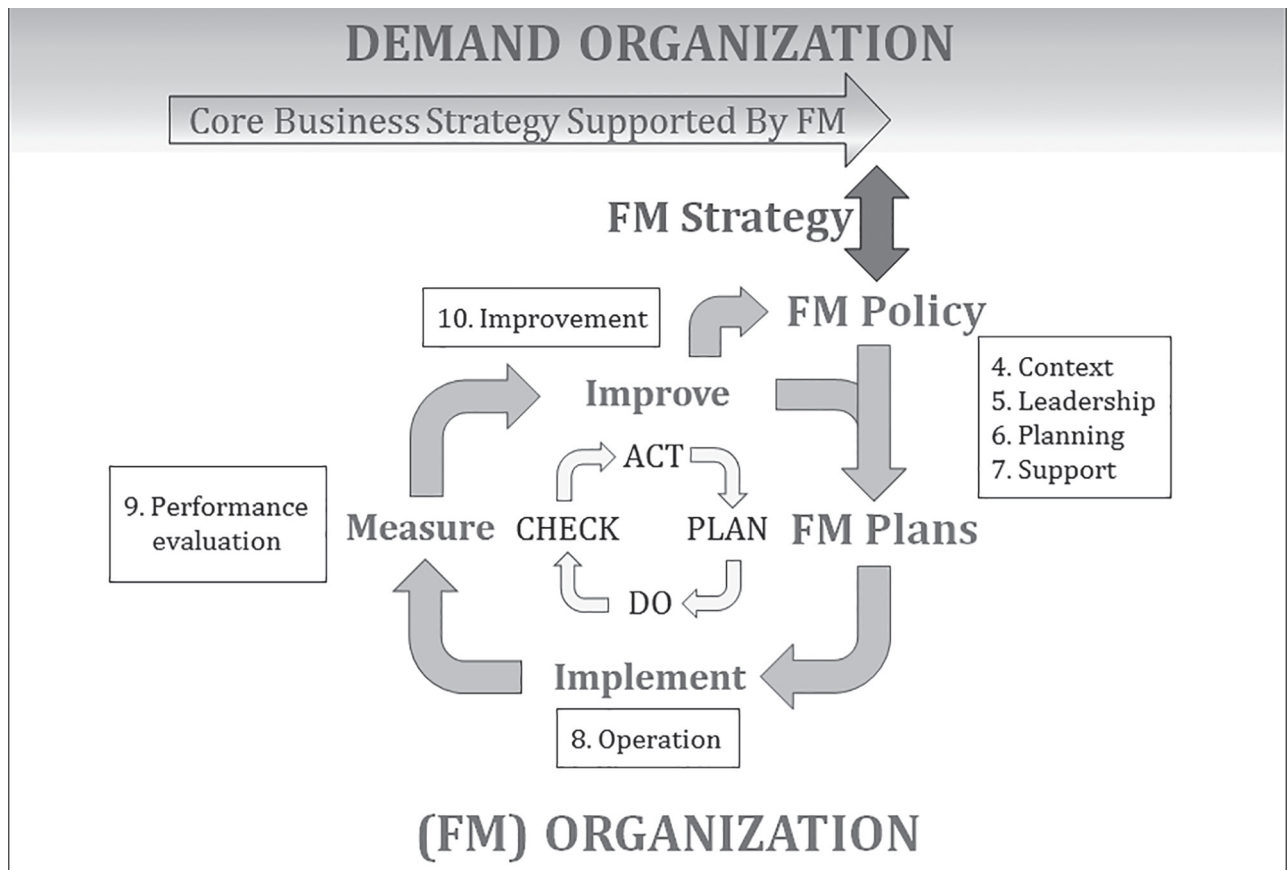 DEMAND ORGANIZATION
Core Business Strategy Supported By FM
FM Strategy
10. Improvement
FM Policy
4. Context
5. Leadership
6. Planning
7. Support
Improve
ACT
9. Performance
evaluation
Measure
CHECK
PLAN
FM Plans
DO
Implement
8. Operation
(FM) ORGANIZATION